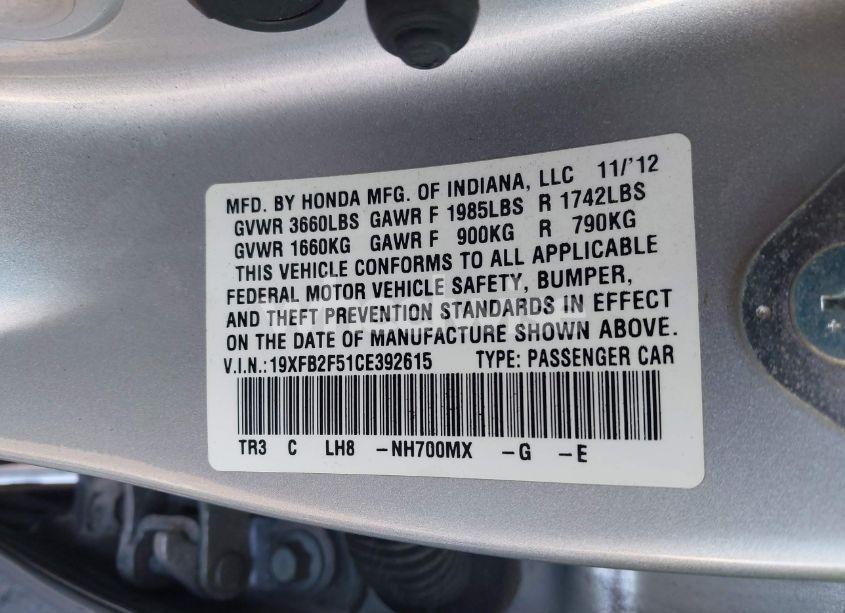 MFD. BY HONDA MFG. OF INDIANA, LLC 11/'12
GVWR 3660LBS GAWR F 1985LBS R 1742LBS
GVWR 1660KG GAWR F 900KG R 790KG
THIS VEHICLE CONFORMS TO ALL APPLICABLE
FEDERAL MOTOR VEHICLE SAFETY, BUMPER,
AND THEFT PREVENTION STANDARDS IN EFFECT
ON THE DATE OF MANUFACTURE SHOWN ABOVE.
V.I.N.:19XFB2F51CE392615 TYPE: PASSENGER CAR
TR3 C LH8 -NH700MX -G -E